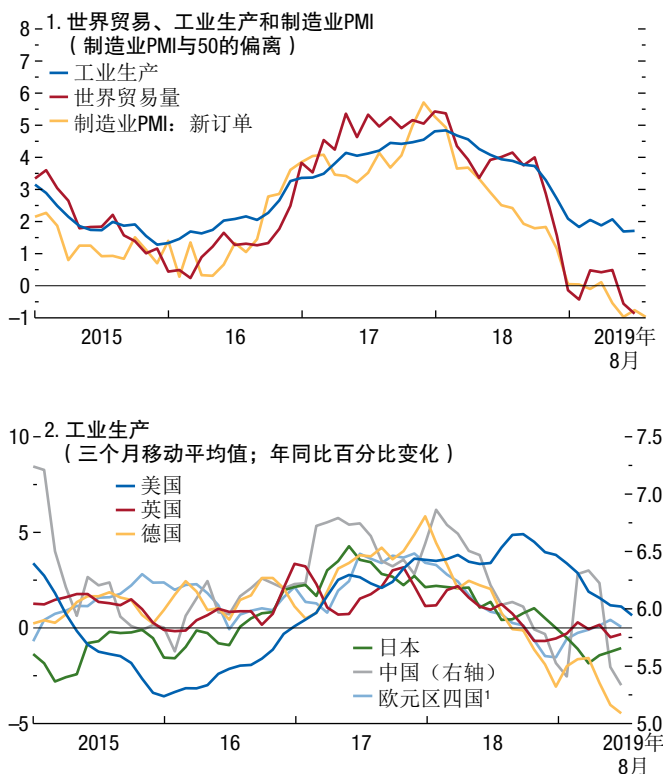 1. 世界贸易、工业生产和制造业PMI
（制造业PMI与50的偏离）
工业生产
世界贸易量
制造业PMI：新订单
8
7
6
5
4
3
2
1
0
−1
2015 16 17 18 2019年
8月
2. 工业生产
（三个月移动平均值；年同比百分比变化）
美国
英国
德国
日本
中国（右轴）
欧元区四国¹
10
5
0
−5
7.5
7.0
6.5
6.0
5.5
5.0
2015 16 17 18 2019年
8月